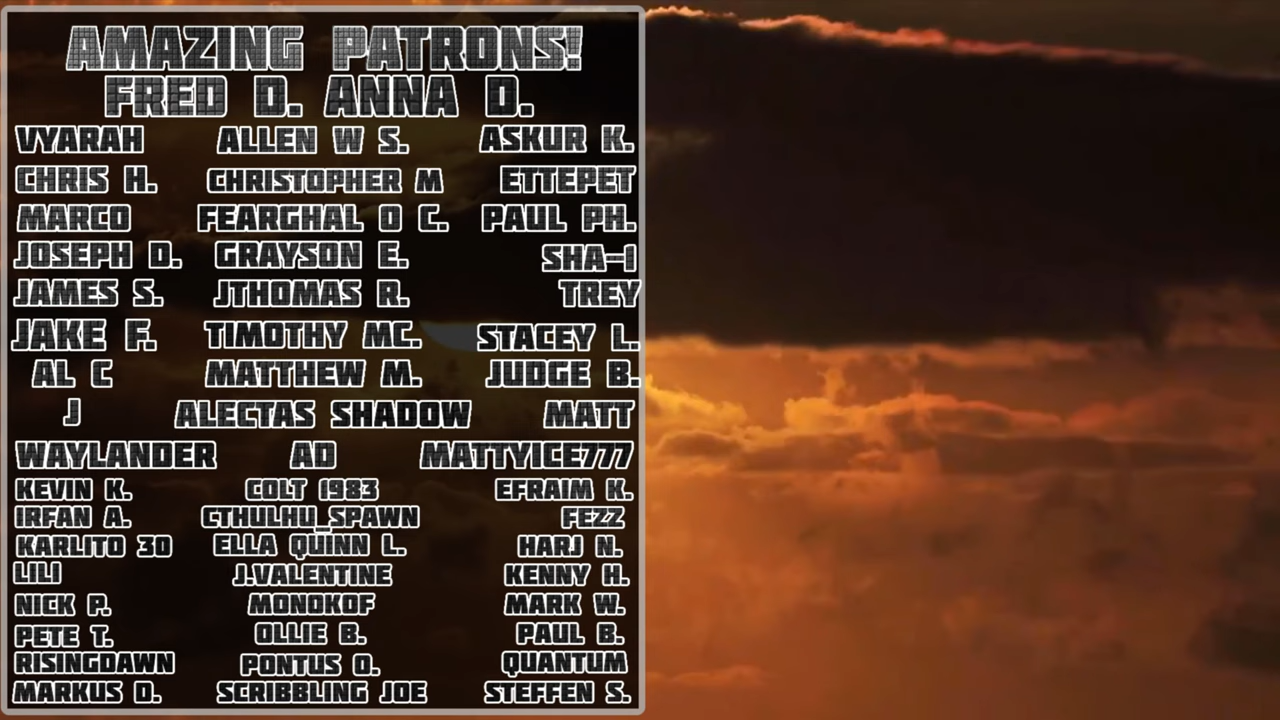 AMAZING PATRONS!
FRED D. ANNA D.
VYARAH ALLEN W S. ASKUR K.
CHRIS H. CHRISTOPHER M ETTEPET
MARCO FEARGHAL O C. PAUL PH.
JOSEPH D. GRAYSON E. SHA-I
JAMES S. JTHOMAS R. TREY
JAKE F. TIMOTHY MC. STACEY L.
AL C MATTHEW M. JUDGE B.
J ALECTAS SHADOW MATT
WAYLANDER AD MATTYICE777
KEVIN K. COLT 1983 EFRAIM K.
IRFAN A. CTHULHU_SPAWN FEZZ
KARLITO 30 ELLA QUINN L. HARJ N.
LILI J.VALENTINE KENNY H.
NICK P. MONOKOF MARK W.
PETE T. OLLIE B. PAUL B.
RISINGDAWN PONTUS O. QUANTUM
MARKUS D. SCRIBBLING JOE STEFFEN S.